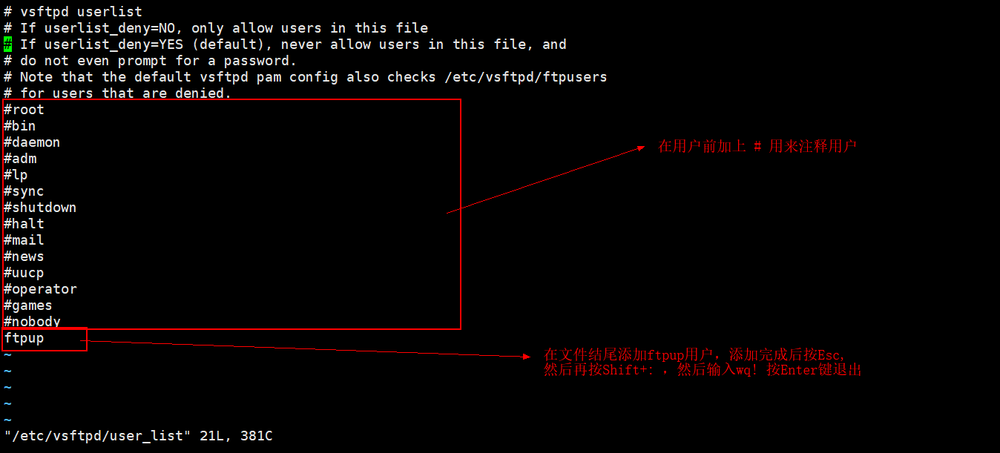 # vsftpd userlist
# If userlist_deny=NO, only allow users in this file
# If userlist_deny=YES (default), never allow users in this file, and
# do not even prompt for a password.
# Note that the default vsftpd pam config also checks /etc/vsftpd/ftpusers
# for users that are denied.
#root
#bin
#daemon
#adm
#lp
#sync
#shutdown
#halt
#mail
#news
#uucp
#operator
#games
#nobody
ftpup
~
~
~
~
~
"/etc/vsftpd/user_list" 21L, 381C
在用户前加上 # 用来注释用户
在文件结尾添加ftpup用户，添加完成后按Esc,
然后再按Shift+: ，然后输入wq! 按Enter键退出